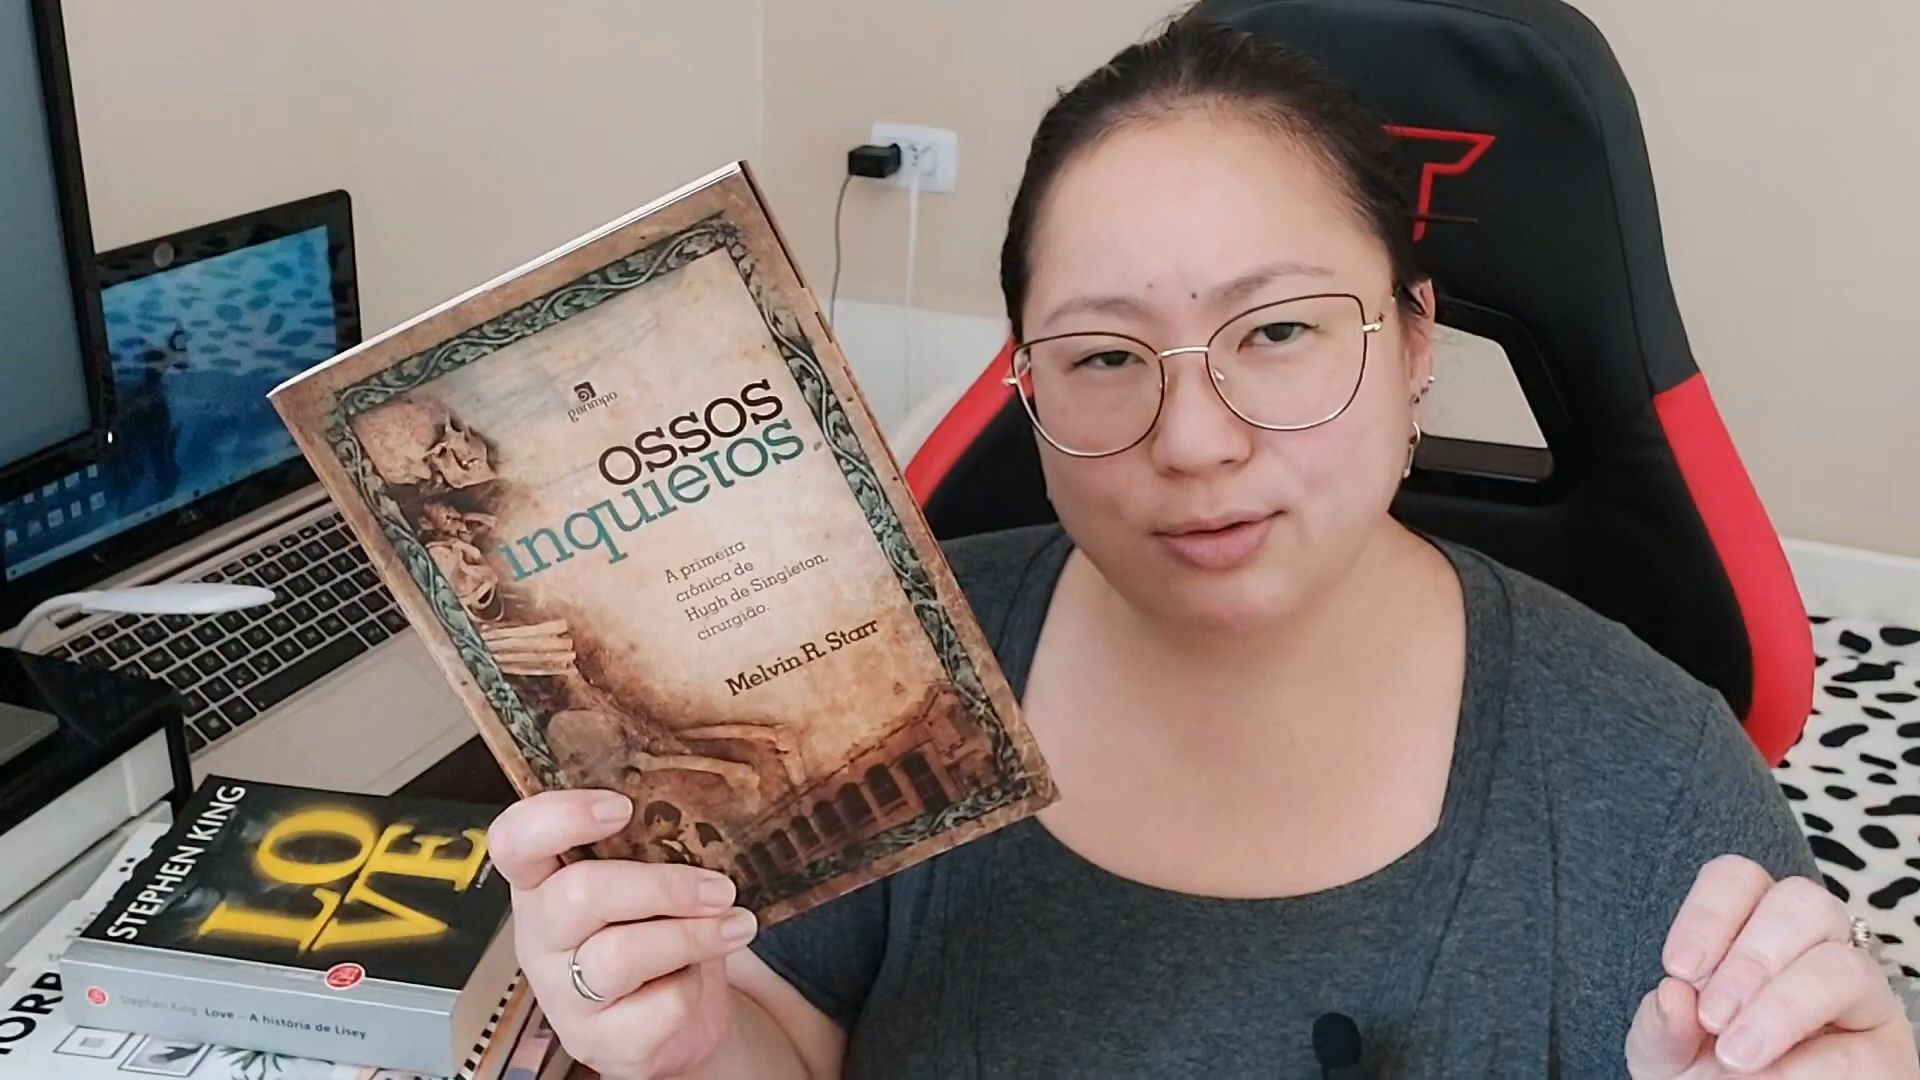 garimpo
ossos
inquietos
A primeira
crônica de
Hugh de Singleton,
cirurgião.
Melvin R. Starr
STEPHEN KING
LO
VE
Stephen King Love – A história de Lisey